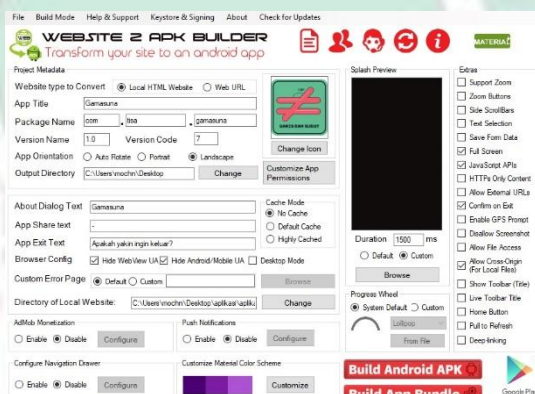 File Build Mode Help & Support Keystore & Signing About Check for Updates
WEBSITE 2 APK BUILDER
Transform your site to an android app
MATERIAL
Project Metadata
Website type to Convert Local HTML Website Web URL
App Title Gamasuna
Package Name com . tisa . gamasuna
Version Name 1.0 Version Code 7
App Orientation Auto Rotate Portrait Landscape
Output Directory C:\Users\mochn\Desktop Change
Change Icon
Customize App Permissions
About Dialog Text Gamasuna
App Share text -
App Exit Text Apakah yakin ingin keluar?
Browser Config Hide WebView UA Hide Android/Mobile UA Desktop Mode
Custom Error Page Default Custom Browse
Directory of Local Website: C:\Users\mochn\Desktop\aplikasi\aplik Change
Cache Mode
No Cache
Default Cache
Highly Cached
AdMob Monetization
Enable Disable Configure
Push Notifications
Enable Disable Configure
Configure Navigation Drawer
Enable Disable Configure
Customize Material Color Scheme
Customize
Splash Preview
Duration 1500 ms
Default Custom
Browse
Progress Wheel
System Default Custom
Lollipop
From File
Build Android APK
Build App Bundle
Extras
Support Zoom
Zoom Buttons
Side ScrollBars
Text Selection
Save Form Data
Full Screen
JavaScript APIs
HTTPs Only Content
Allow External URLs
Confirm on Exit
Enable GPS Prompt
Disallow Screenshot
Allow File Access
Allow Cross-Origin
(For Local Files)
Show Toolbar (Title)
Live Toolbar Title
Home Button
Pull to Refresh
Deep-linking
Google Pla